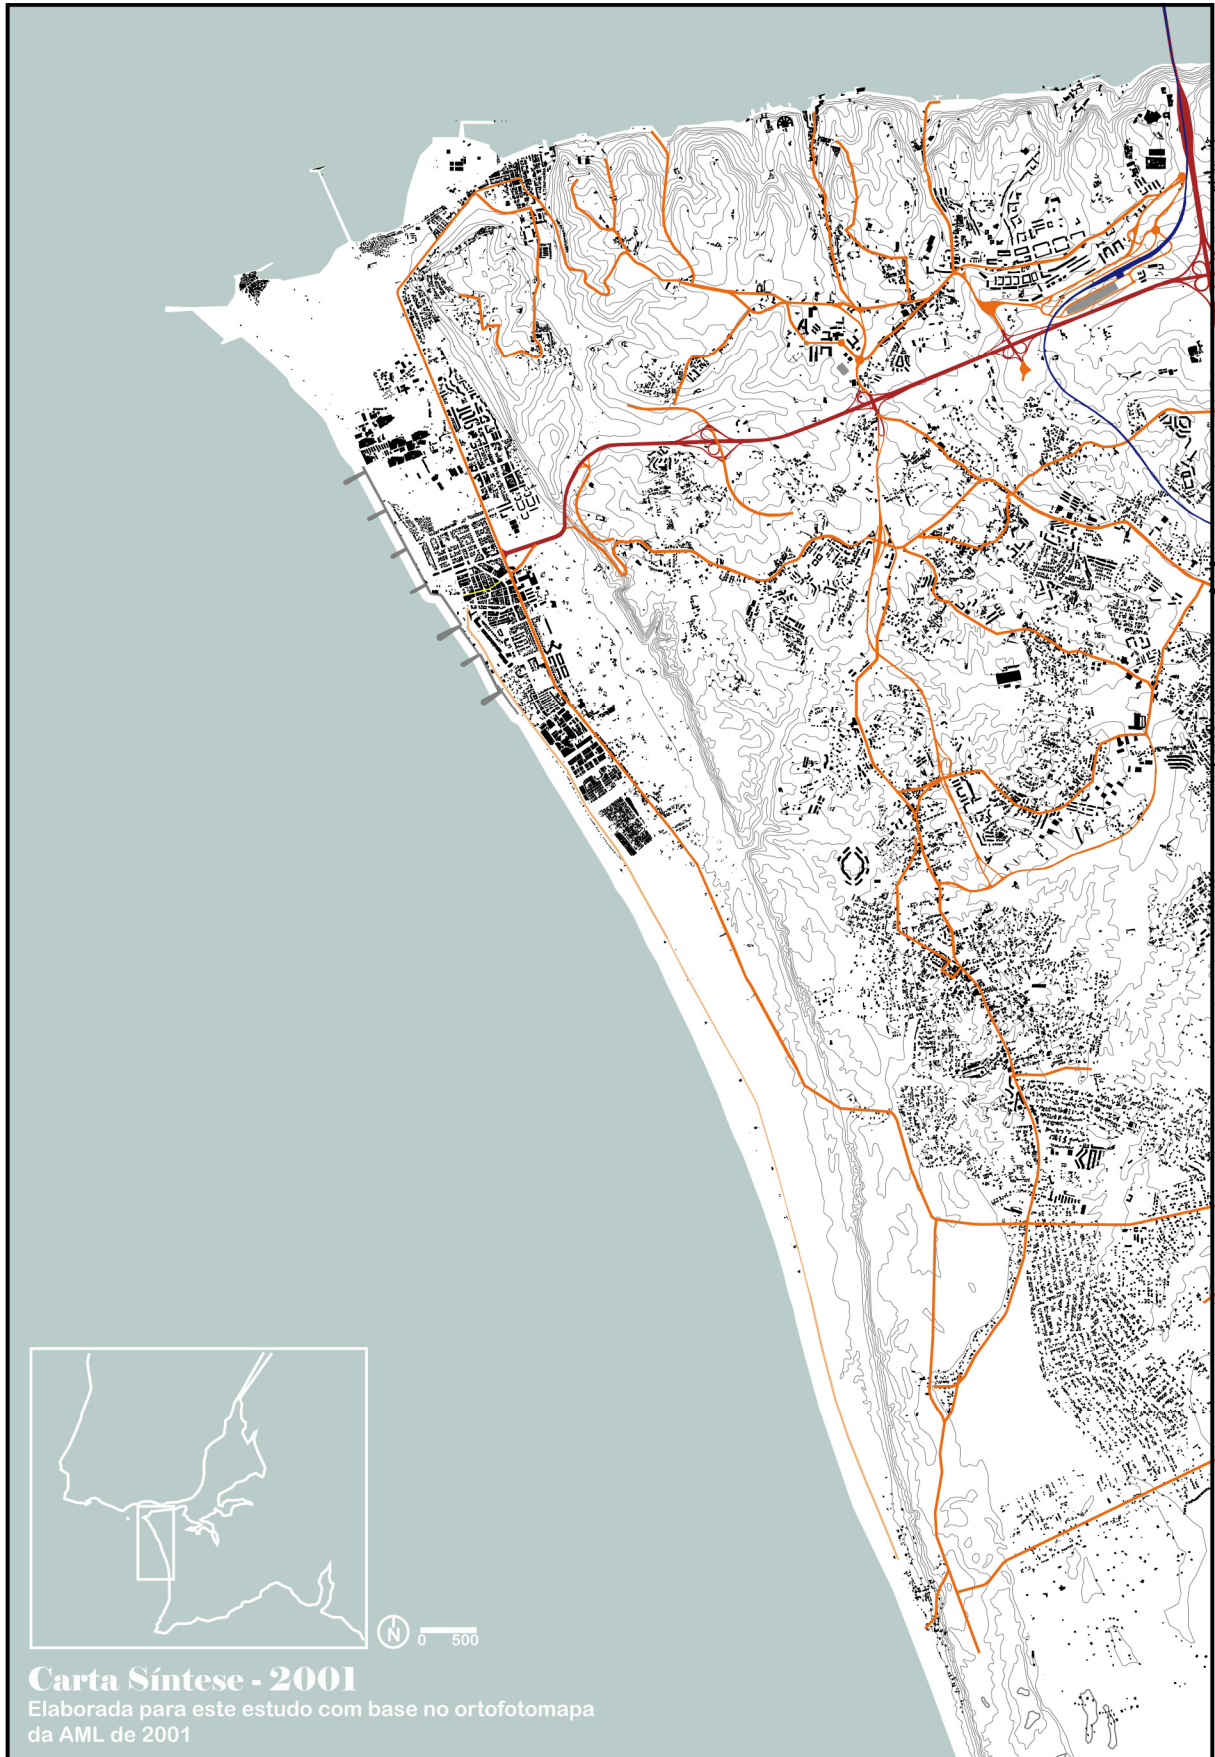 N
0 500
Carta Síntese - 2001
Elaborada para este estudo com base no ortofotomapa
da AML de 2001